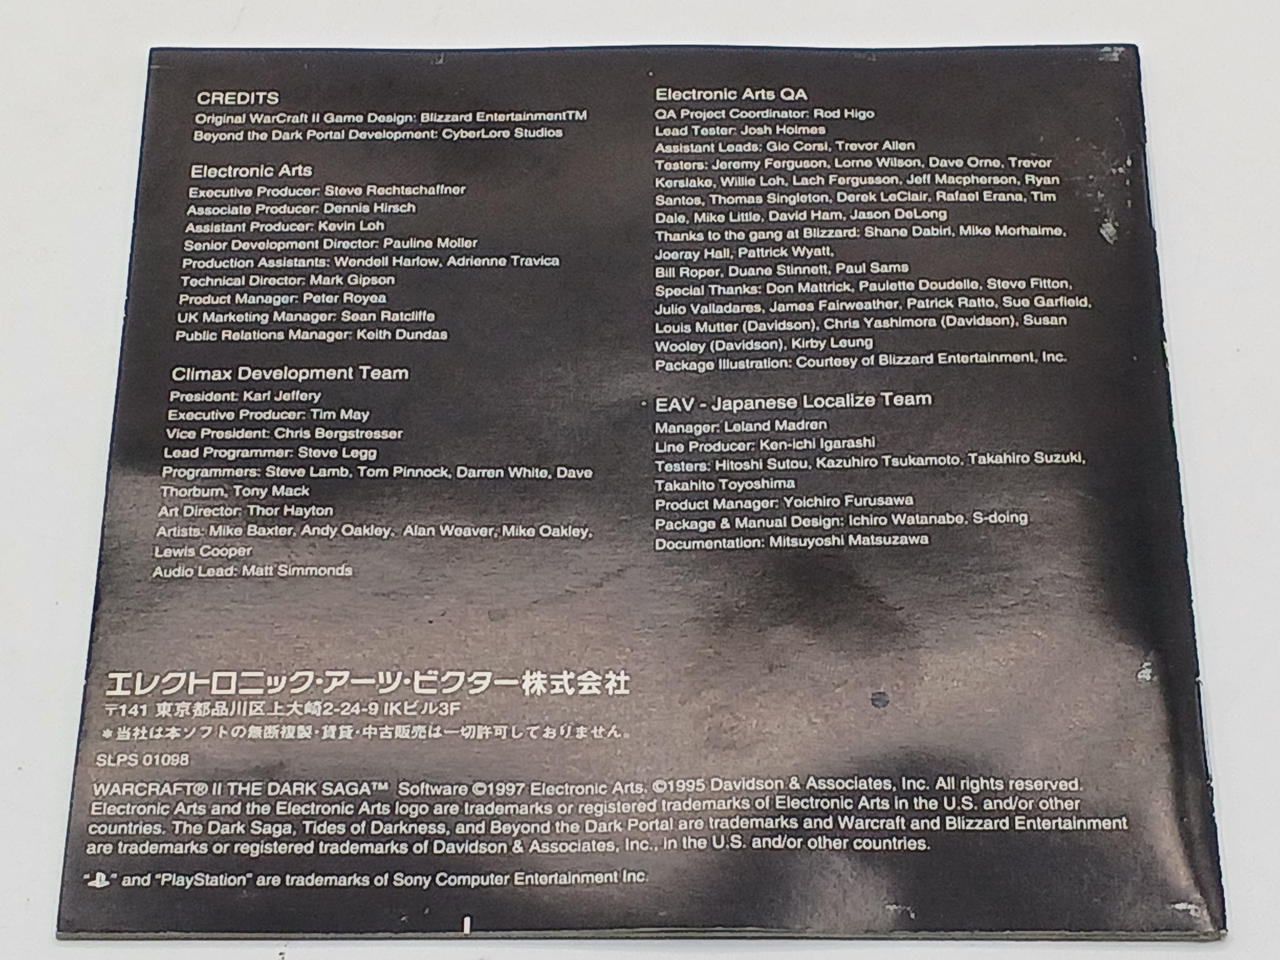 CREDITS
Original WarCraft II Game Design: Blizzard EntertainmentTM
Beyond the Dark Portal Development: CyberLore Studios
Electronic Arts
Executive Producer: Steve Rechtschaffner
Associate Producer: Dennis Hirsch
Assistant Producer: Kevin Loh
Senior Development Director: Pauline Moller
Production Assistants: Wendell Harlow, Adrienne Travica
Technical Director: Mark Gipson
Product Manager: Peter Royea
UK Marketing Manager: Sean Ratcliffe
Public Relations Manager: Keith Dundas
Climax Development Team
President: Karl Jeffery
Executive Producer: Tim May
Vice President: Chris Bergstresser
Lead Programmer: Steve Legg
Programmers: Steve Lamb, Tom Pinnock, Darren White, Dave
Thorburn, Tony Mack
Art Director: Thor Hayton
Artists: Mike Baxter, Andy Oakley, Alan Weaver, Mike Oakley,
Lewis Cooper
Audio Lead: Matt Simmonds
Electronic Arts QA
QA Project Coordinator: Rod Higo
Lead Tester: Josh Holmes
Assistant Leads: Gio Corsi, Trevor Allen
Testers: Jeremy Ferguson, Lorne Wilson, Dave Orne, Trevor
Kerslake, Willie Loh, Lach Fergusson, Jeff Macpherson, Ryan
Santos, Thomas Singleton, Derek LeClair, Rafael Erana, Tim
Dale, Mike Little, David Ham, Jason DeLong
Thanks to the gang at Blizzard: Shane Dabiri, Mike Morhaime,
Joeray Hall, Pattrick Wyatt,
Bill Roper, Duane Stinnett, Paul Sams
Special Thanks: Don Mattrick, Paulette Doudelle, Steve Fitton,
Julio Valladares, James Fairweather, Patrick Ratto, Sue Garfield,
Louis Mutter (Davidson), Chris Yashimora (Davidson), Susan
Wooley (Davidson), Kirby Leung
Package Illustration: Courtesy of Blizzard Entertainment, Inc.
EAV - Japanese Localize Team
Manager: Leland Madren
Line Producer: Ken-ichi Igarashi
Testers: Hitoshi Sutou, Kazuhiro Tsukamoto, Takahiro Suzuki,
Takahito Toyoshima
Product Manager: Yoichiro Furusawa
Package & Manual Design: Ichiro Watanabe, S-doing
Documentation: Mitsuyoshi Matsuzawa
エレクトロニック・アーツ・ビクター株式会社
〒141 東京都品川区上大崎2-24-9 IKビル3F
＊当社は本ソフトの無断複製・賃貸・中古販売は一切許可しておりません。
SLPS 01098
WARCRAFT® II THE DARK SAGA™ Software ©1997 Electronic Arts. ©1995 Davidson & Associates, Inc. All rights reserved.
Electronic Arts and the Electronic Arts logo are trademarks or registered trademarks of Electronic Arts in the U.S. and/or other
countries. The Dark Saga, Tides of Darkness, and Beyond the Dark Portal are trademarks and Warcraft and Blizzard Entertainment
are trademarks or registered trademarks of Davidson & Associates, Inc., in the U.S. and/or other countries.
" " and "PlayStation" are trademarks of Sony Computer Entertainment Inc.